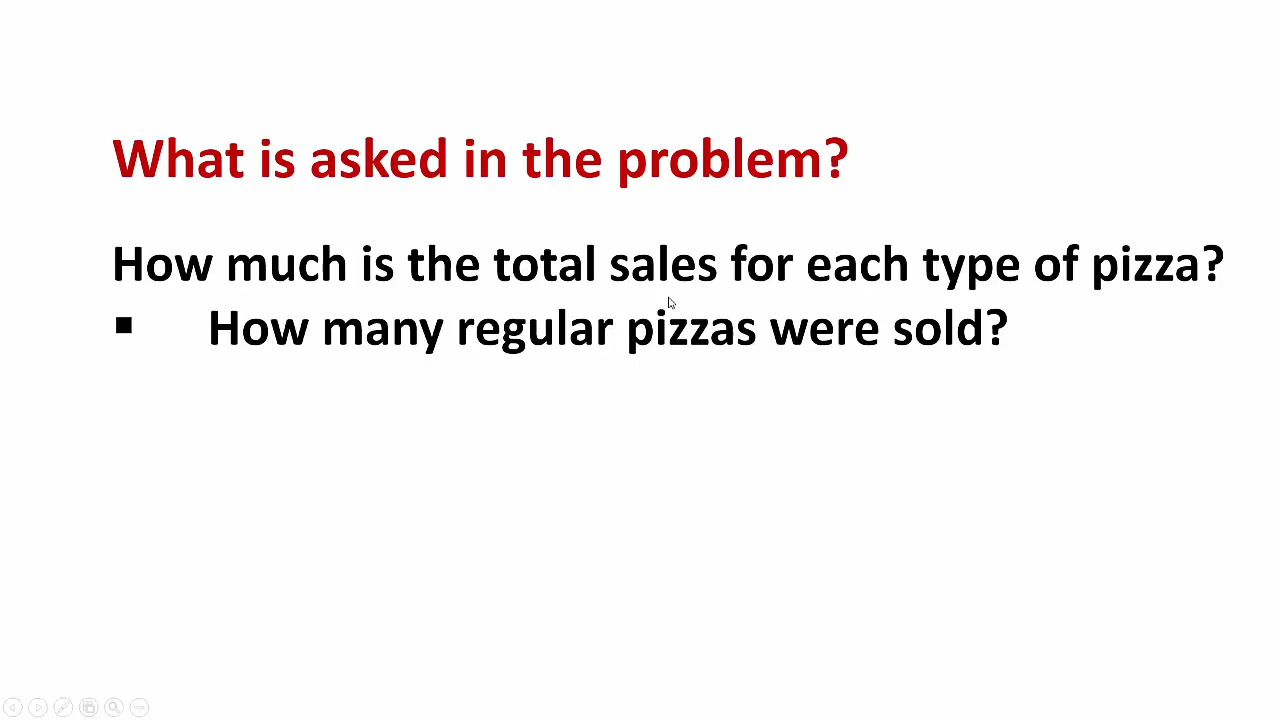 What is asked in the problem?
How much is the total sales for each type of pizza?
▪ How many regular pizzas were sold?